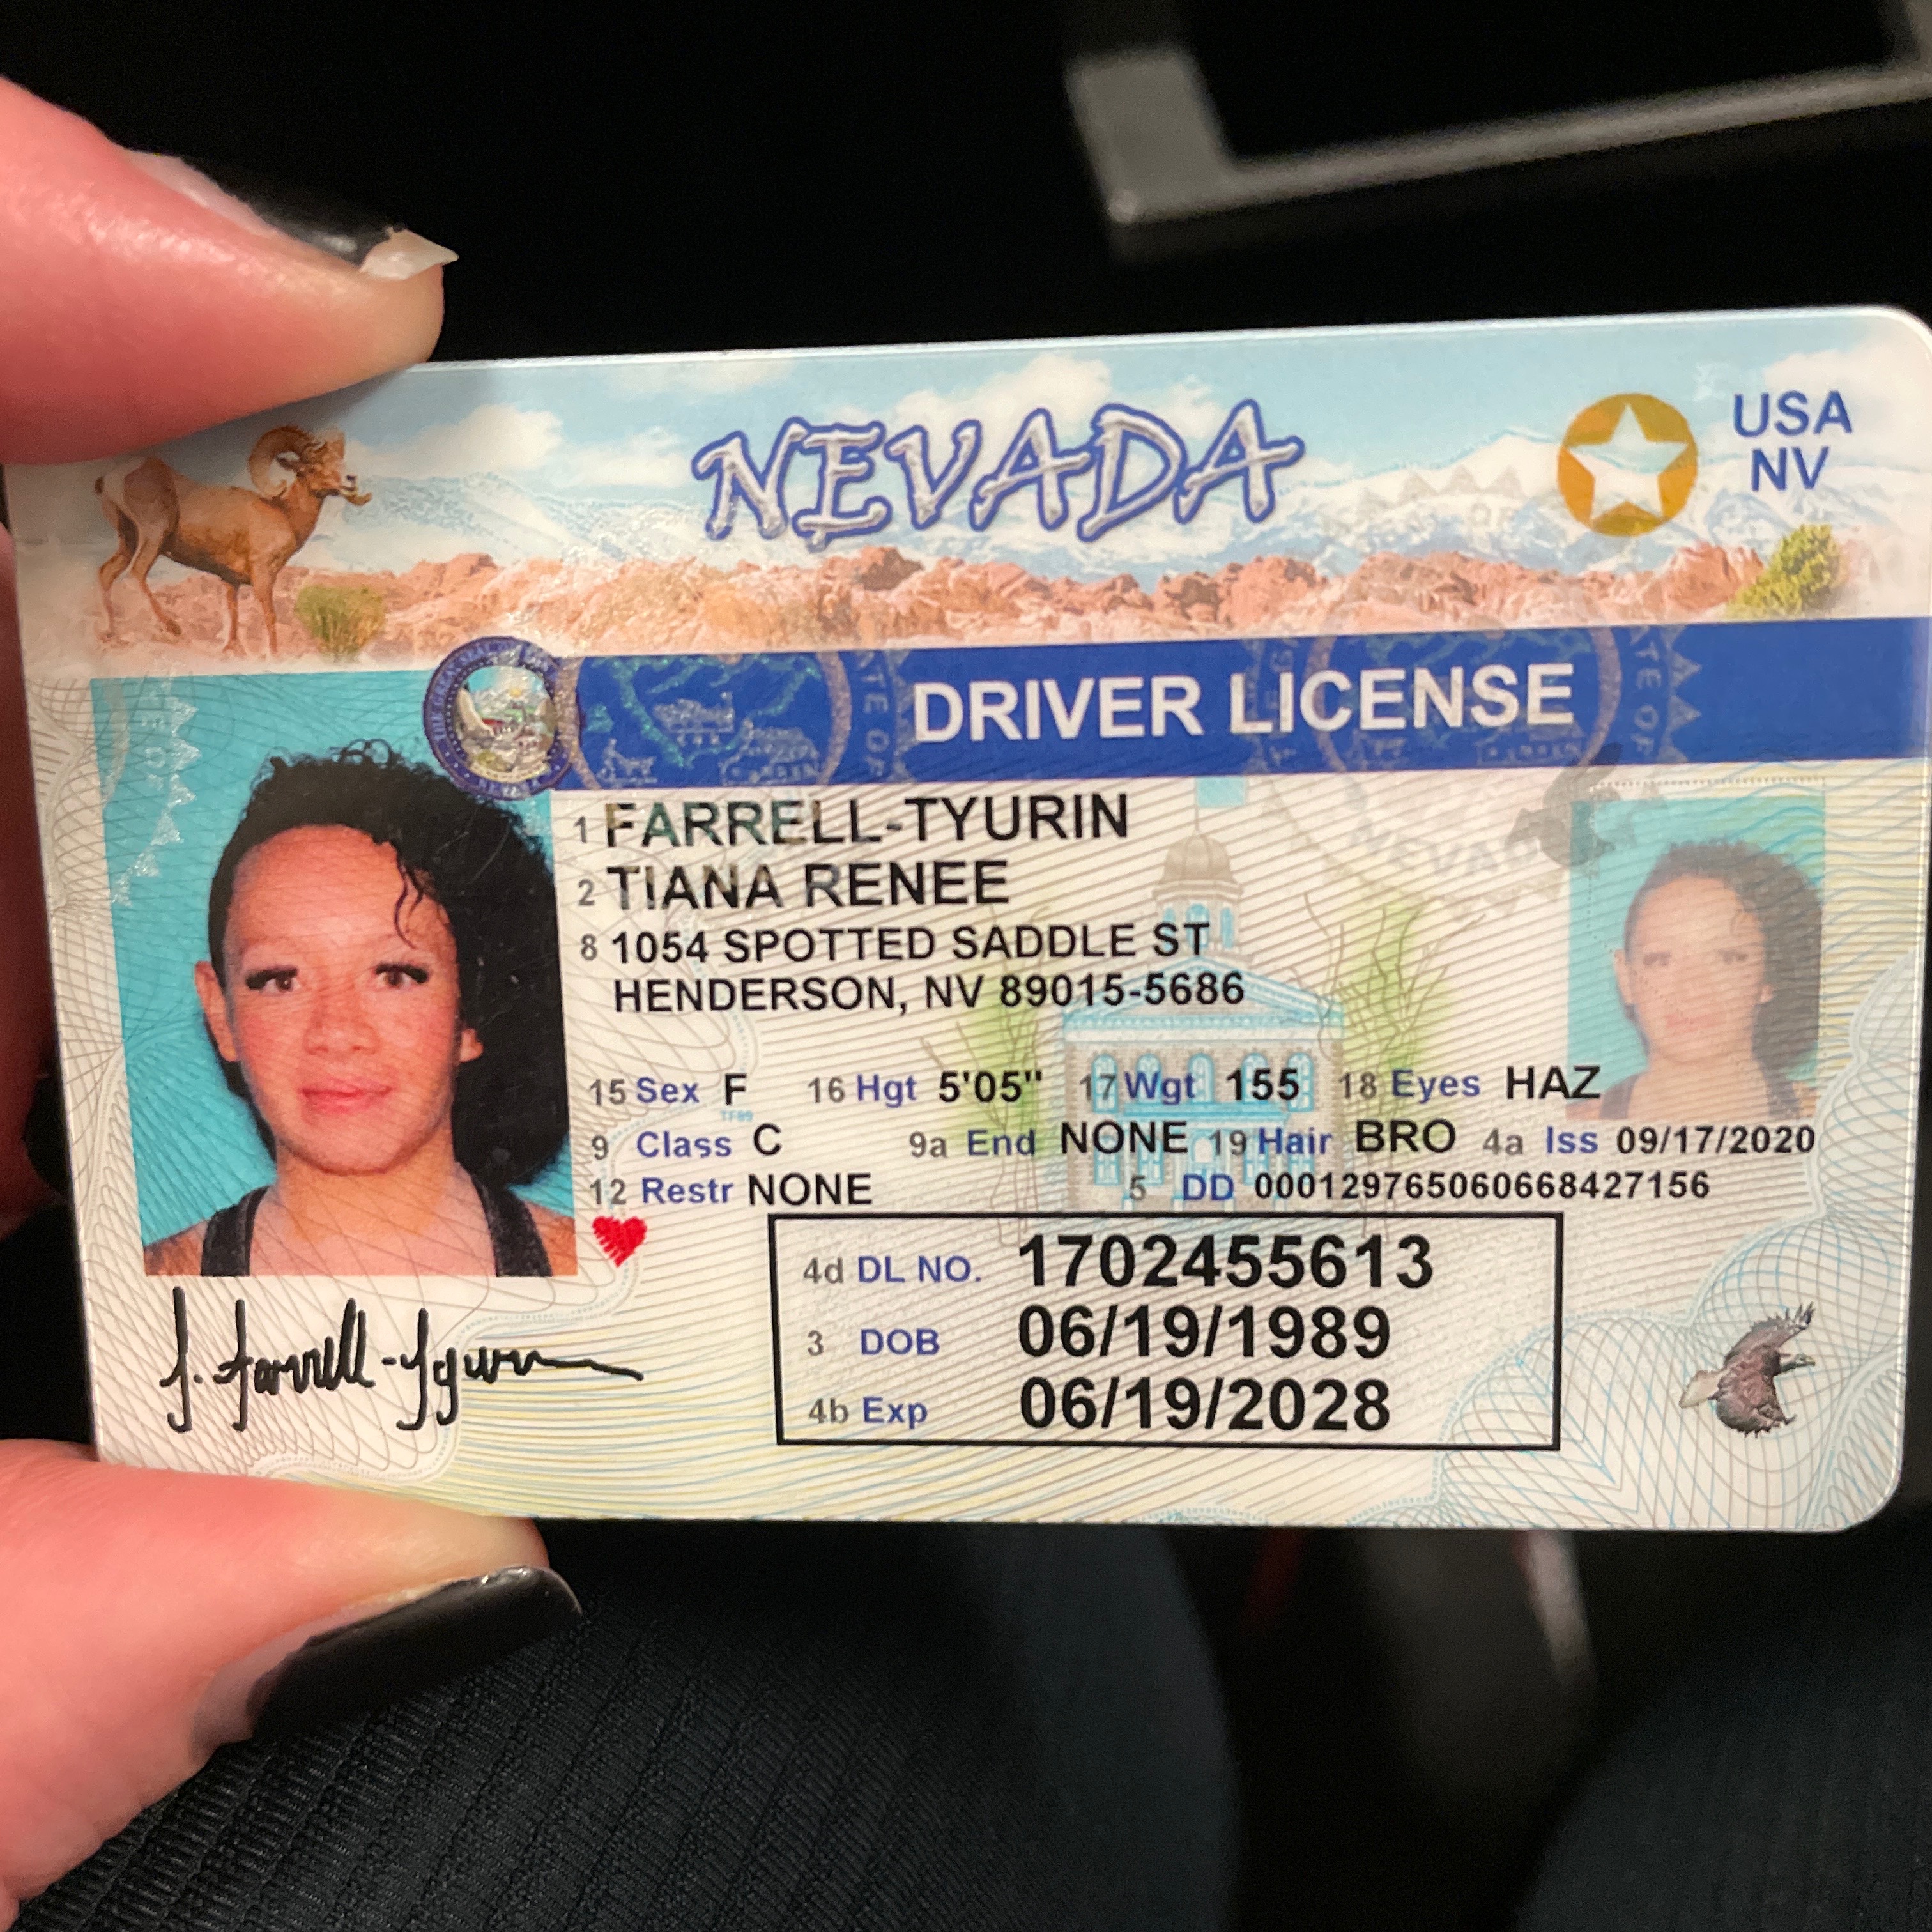 NEVADA
USA
NV
DRIVER LICENSE
1 FARRELL-TYURIN
2 TIANA RENEE
8 1054 SPOTTED SADDLE ST
HENDERSON, NV 89015-5686
15 Sex F 16 Hgt 5'05" 17 Wgt 155 18 Eyes HAZ
9 Class C 9a End NONE 19 Hair BRO 4a Iss 09/17/2020
12 Restr NONE 5 DD 000129765060668427156
4d DL NO. 1702455613
3 DOB 06/19/1989
4b Exp 06/19/2028
J. Farrell-Tyurin